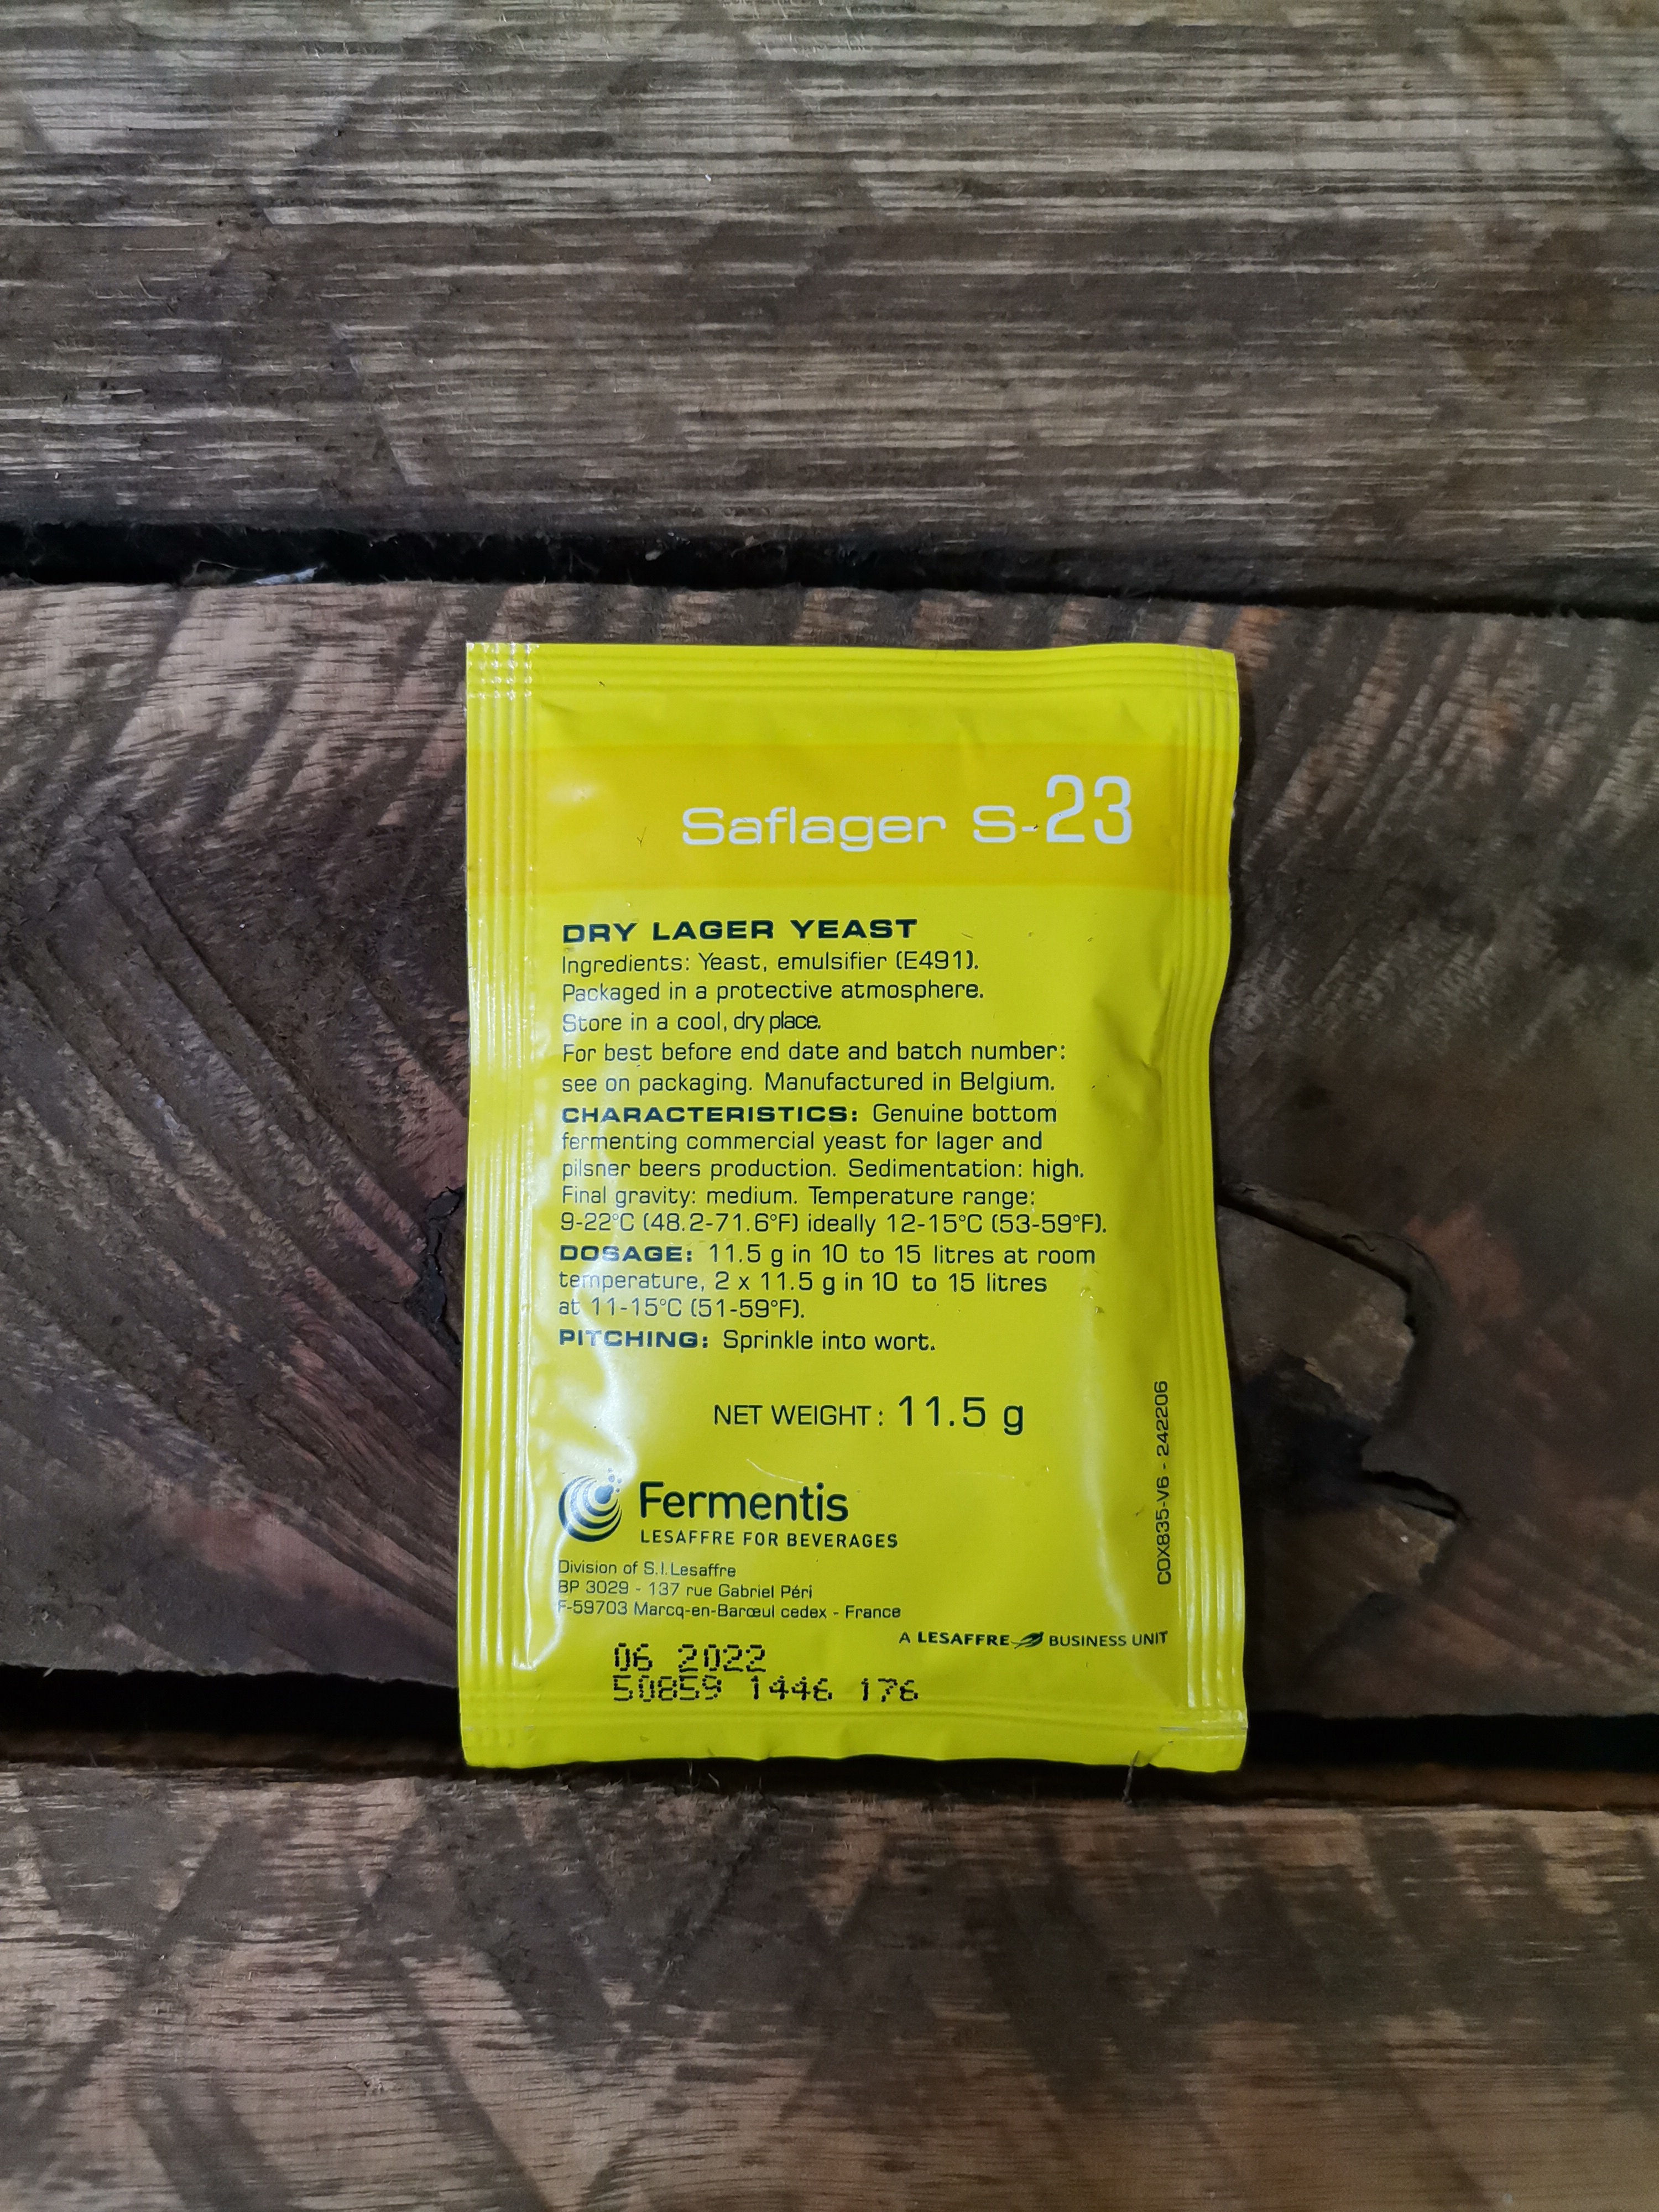 Saflager S-23
DRY LAGER YEAST
Ingredients: Yeast, emulsifier (E491).
Packaged in a protective atmosphere.
Store in a cool, dry place.
For best before end date and batch number:
see on packaging. Manufactured in Belgium.
CHARACTERISTICS: Genuine bottom
fermenting commercial yeast for lager and
pilsner beers production. Sedimentation: high.
Final gravity: medium. Temperature range:
9-22°C (48.2-71.6°F) ideally 12-15°C (53-59°F).
DOSAGE: 11.5 g in 10 to 15 litres at room
temperature, 2 x 11.5 g in 10 to 15 litres
at 11-15°C (51-59°F).
PITCHING: Sprinkle into wort.
NET WEIGHT: 11.5 g
COX835-V6 - 242206
Fermentis
LESAFFRE FOR BEVERAGES
Division of S.I.Lesaffre
BP 3029 - 137 rue Gabriel Péri
F-59703 Marcq-en-Barœul cedex - France
A LESAFFRE BUSINESS UNIT
06 2022
50859 1446 176